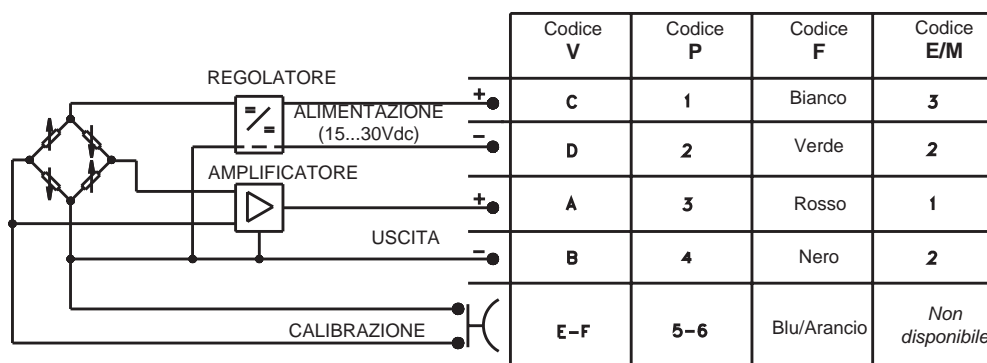 Codice Codice Codice Codice
V P F E/M
REGOLATORE
ALIMENTAZIONE
(15...30Vdc)
+ C 1 Bianco 3
− D 2 Verde 2
AMPLIFICATORE
+ A 3 Rosso 1
USCITA
− B 4 Nero 2
CALIBRAZIONE
E-F 5-6 Blu/Arancio Non
disponibile